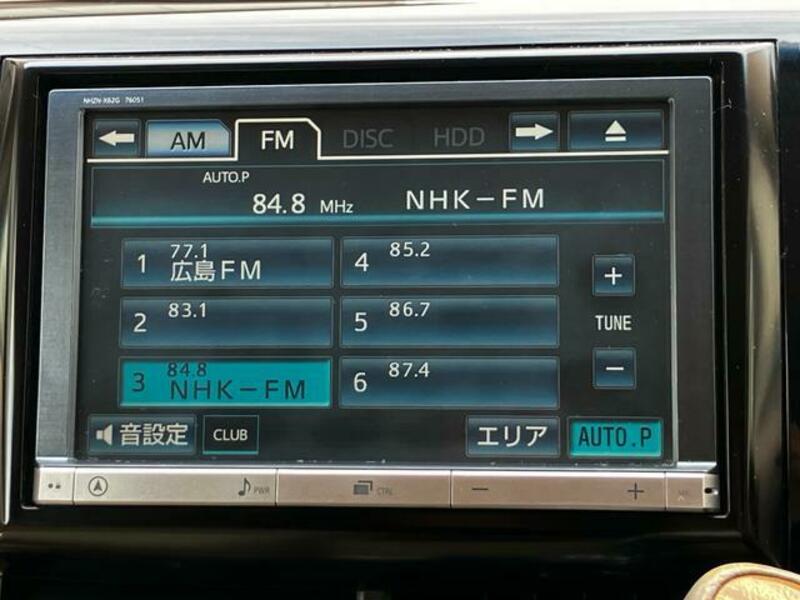 NHZN-X62G 76051
AM FM DISC HDD
AUTO.P
84.8 MHz NHK-FM
1 77.1 広島FM
4 85.2
2 83.1
5 86.7
3 84.8 NHK-FM
6 87.4
+
TUNE
-
音設定 CLUB エリア AUTO.P
PWR CTRL - +